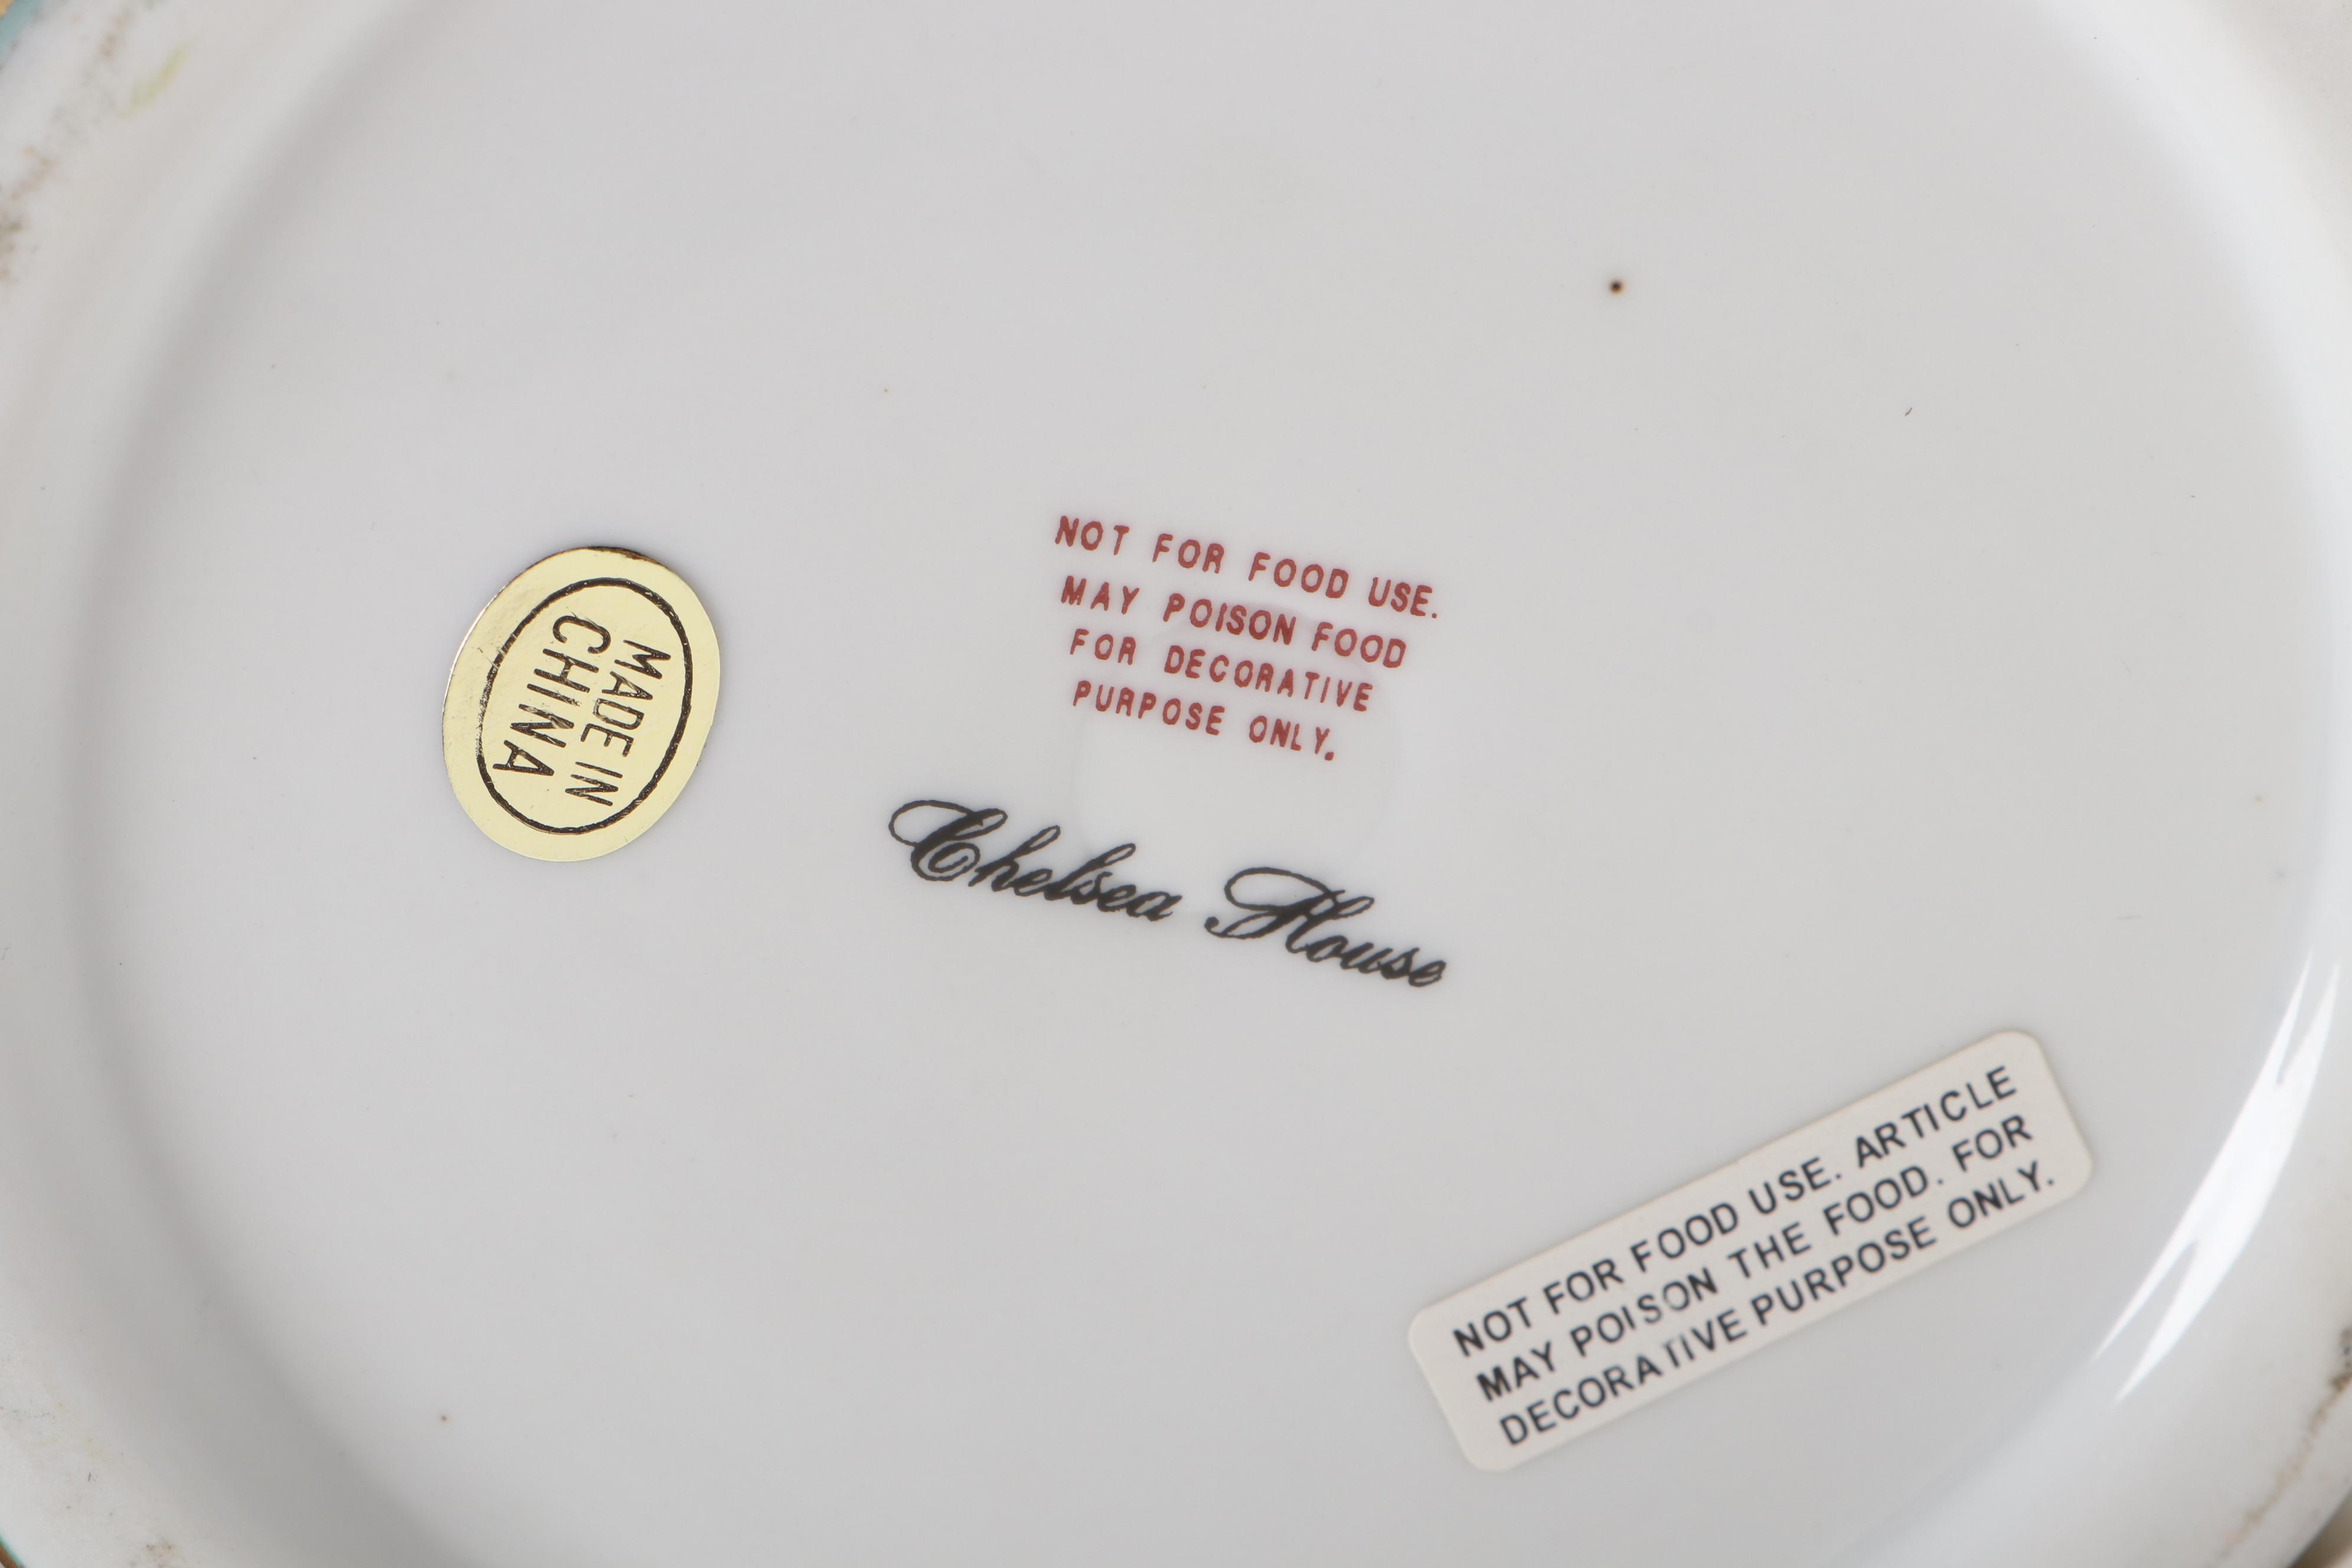 NOT FOR FOOD USE.
MAY POISON FOOD
FOR DECORATIVE
PURPOSE ONLY.
Chelsea House
MADE IN
CHINA
NOT FOR FOOD USE. ARTICLE
MAY POISON THE FOOD. FOR
DECORATIVE PURPOSE ONLY.